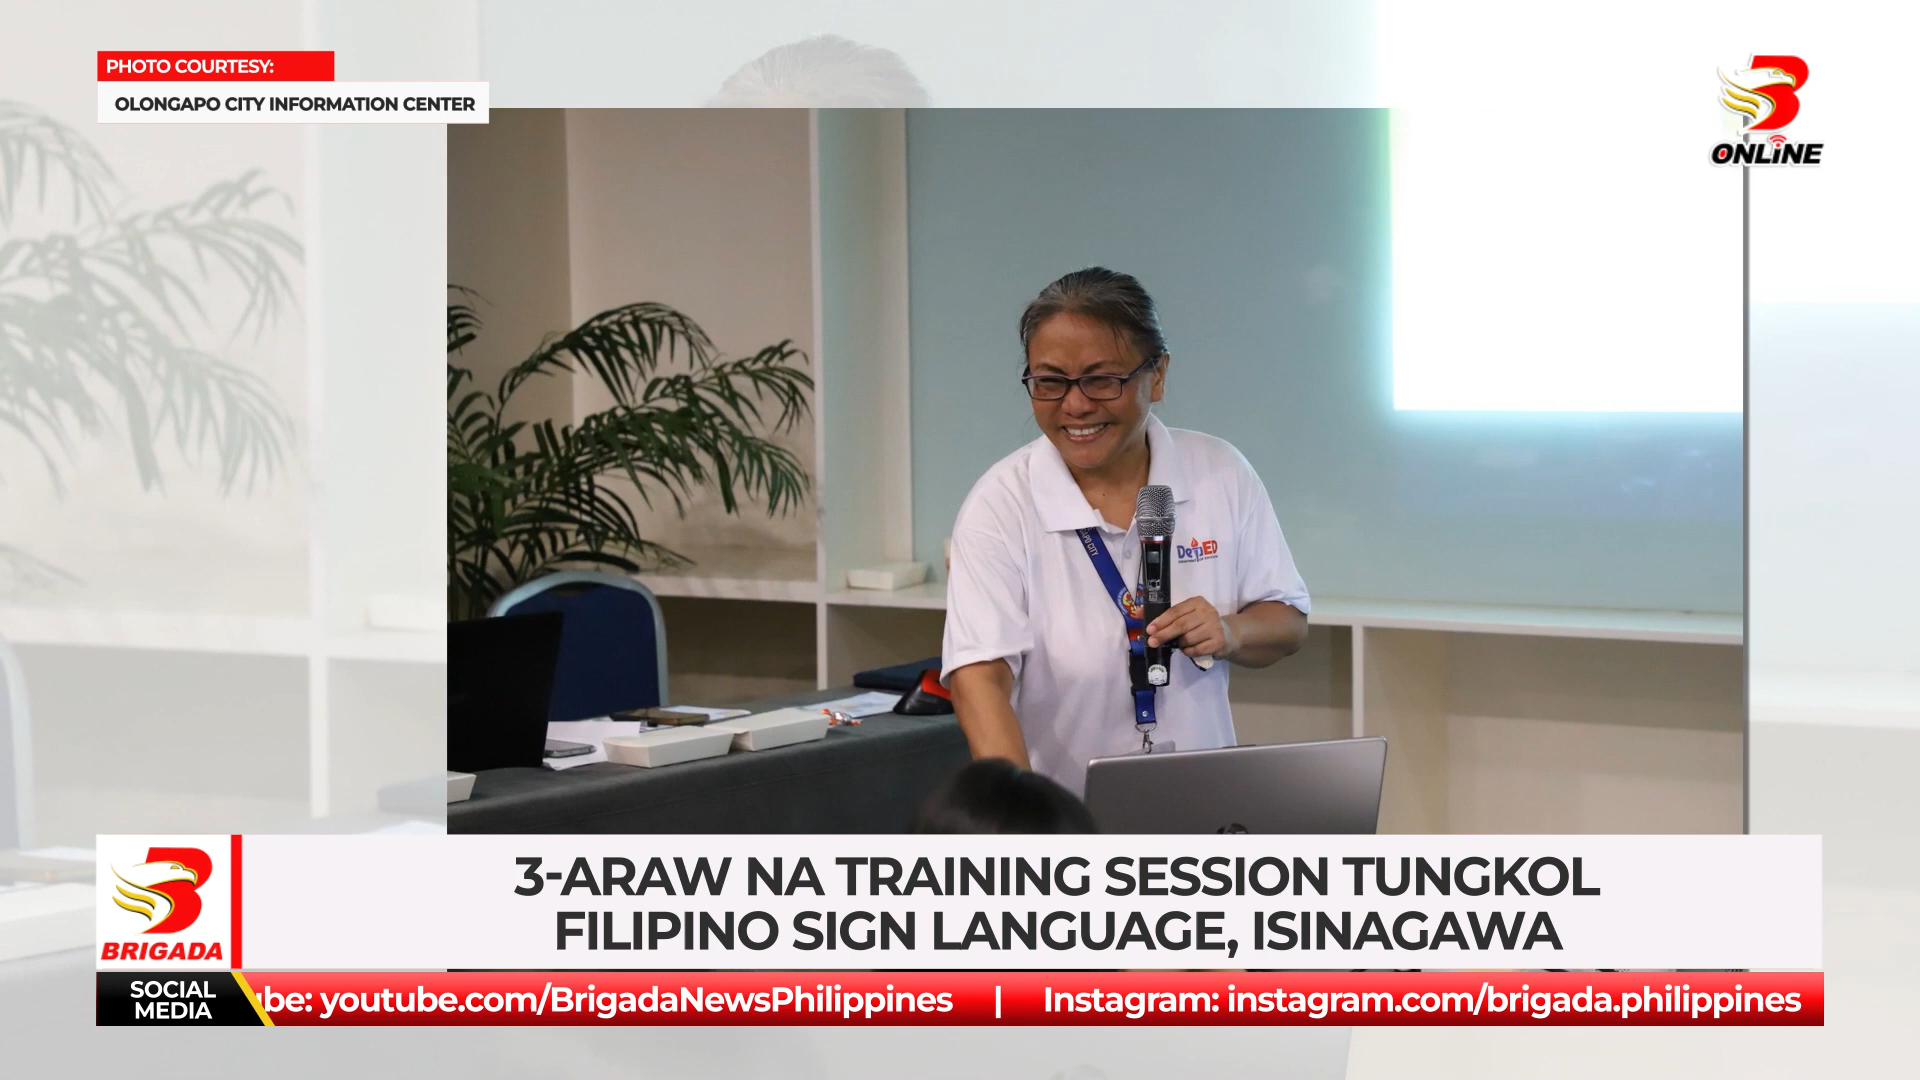 PHOTO COURTESY:
OLONGAPO CITY INFORMATION CENTER
B
ONLINE
DepED
3-ARAW NA TRAINING SESSION TUNGKOL
FILIPINO SIGN LANGUAGE, ISINAGAWA
B
BRIGADA
SOCIAL
MEDIA
be: youtube.com/BrigadaNewsPhilippines | Instagram: instagram.com/brigada.philippines